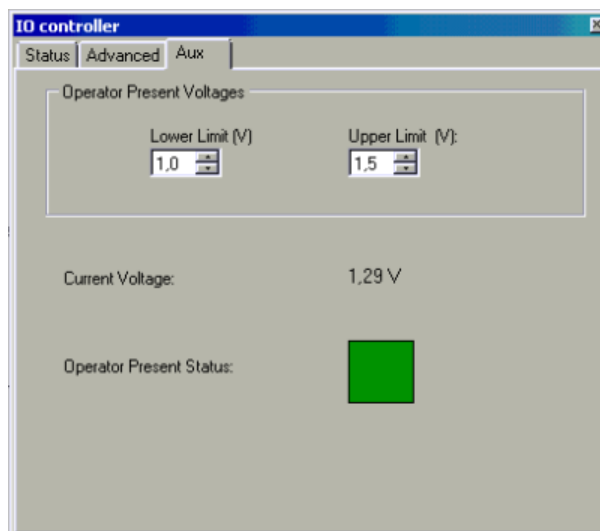 IO controller
Status Advanced Aux
Operator Present Voltages
Lower Limit (V) Upper Limit (V):
1,0 1,5
Current Voltage: 1,29 V
Operator Present Status: